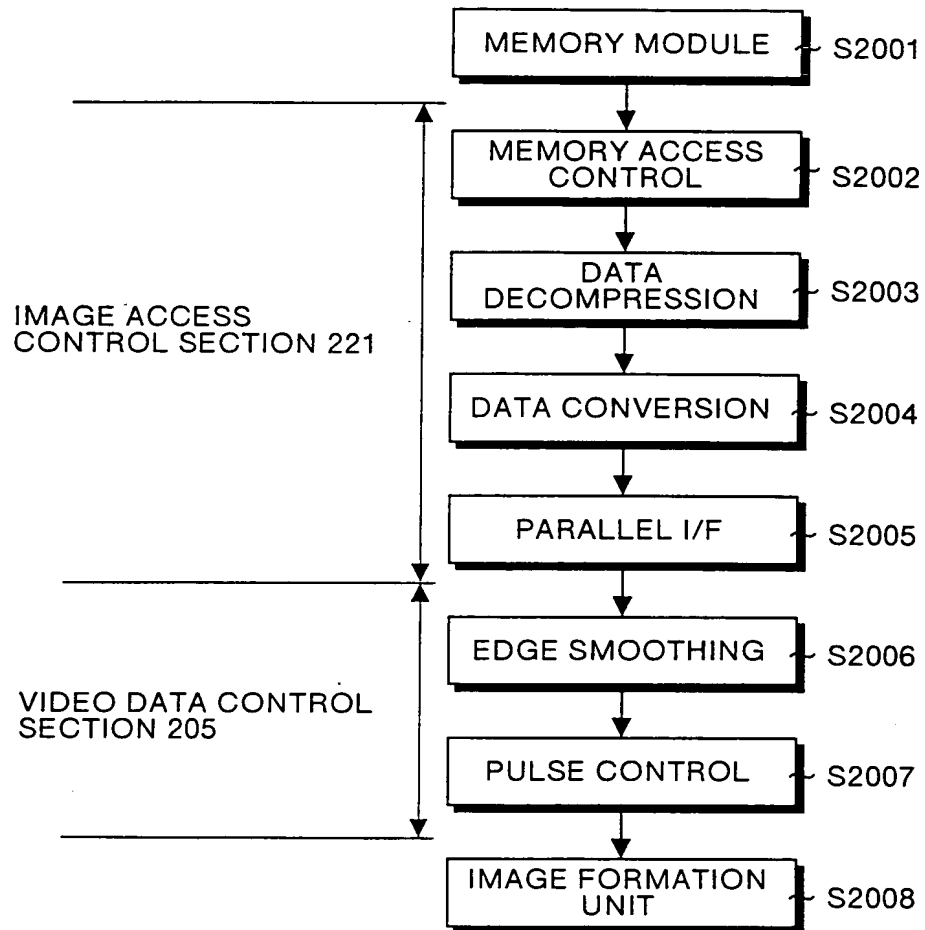 MEMORY MODULE
S2001
MEMORY ACCESS
CONTROL
S2002
DATA
DECOMPRESSION
S2003
IMAGE ACCESS
CONTROL SECTION 221
DATA CONVERSION
S2004
PARALLEL I/F
S2005
EDGE SMOOTHING
S2006
VIDEO DATA CONTROL
SECTION 205
PULSE CONTROL
S2007
IMAGE FORMATION
UNIT
S2008